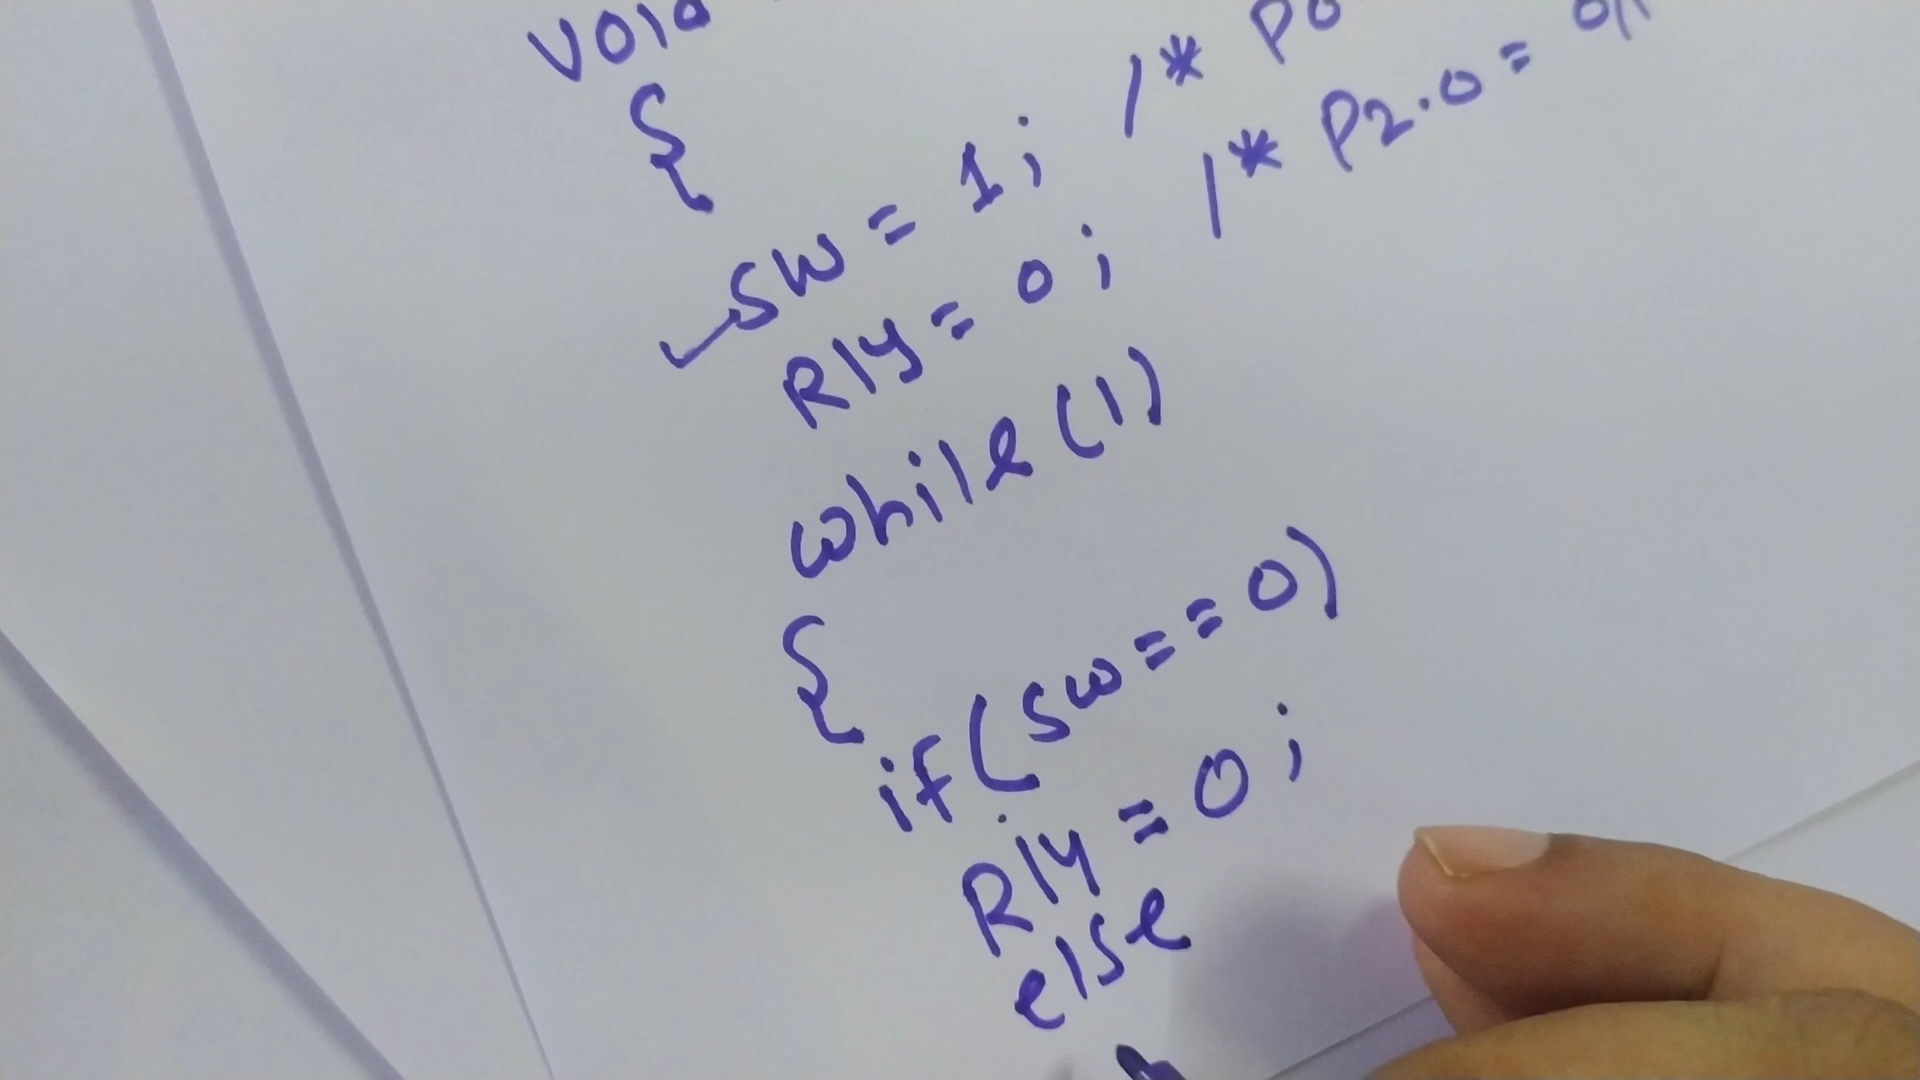 void
{
SW = 1; /* P0
Rly = 0; /* P2.0 = 
while(1)
{
if(sw==0)
Rly = 0;
else